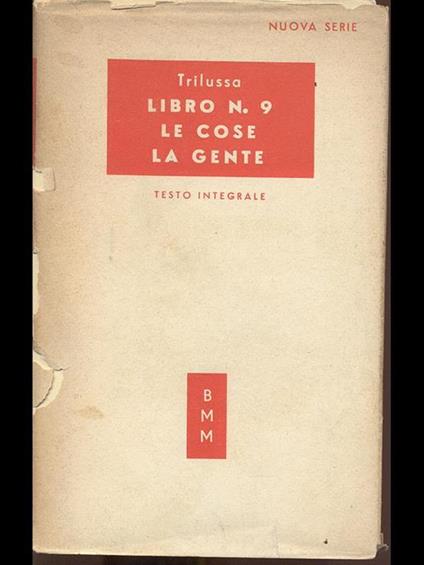 NUOVA SERIE
Trilussa
LIBRO N. 9
LE COSE
LA GENTE
TESTO INTEGRALE
B
M
M